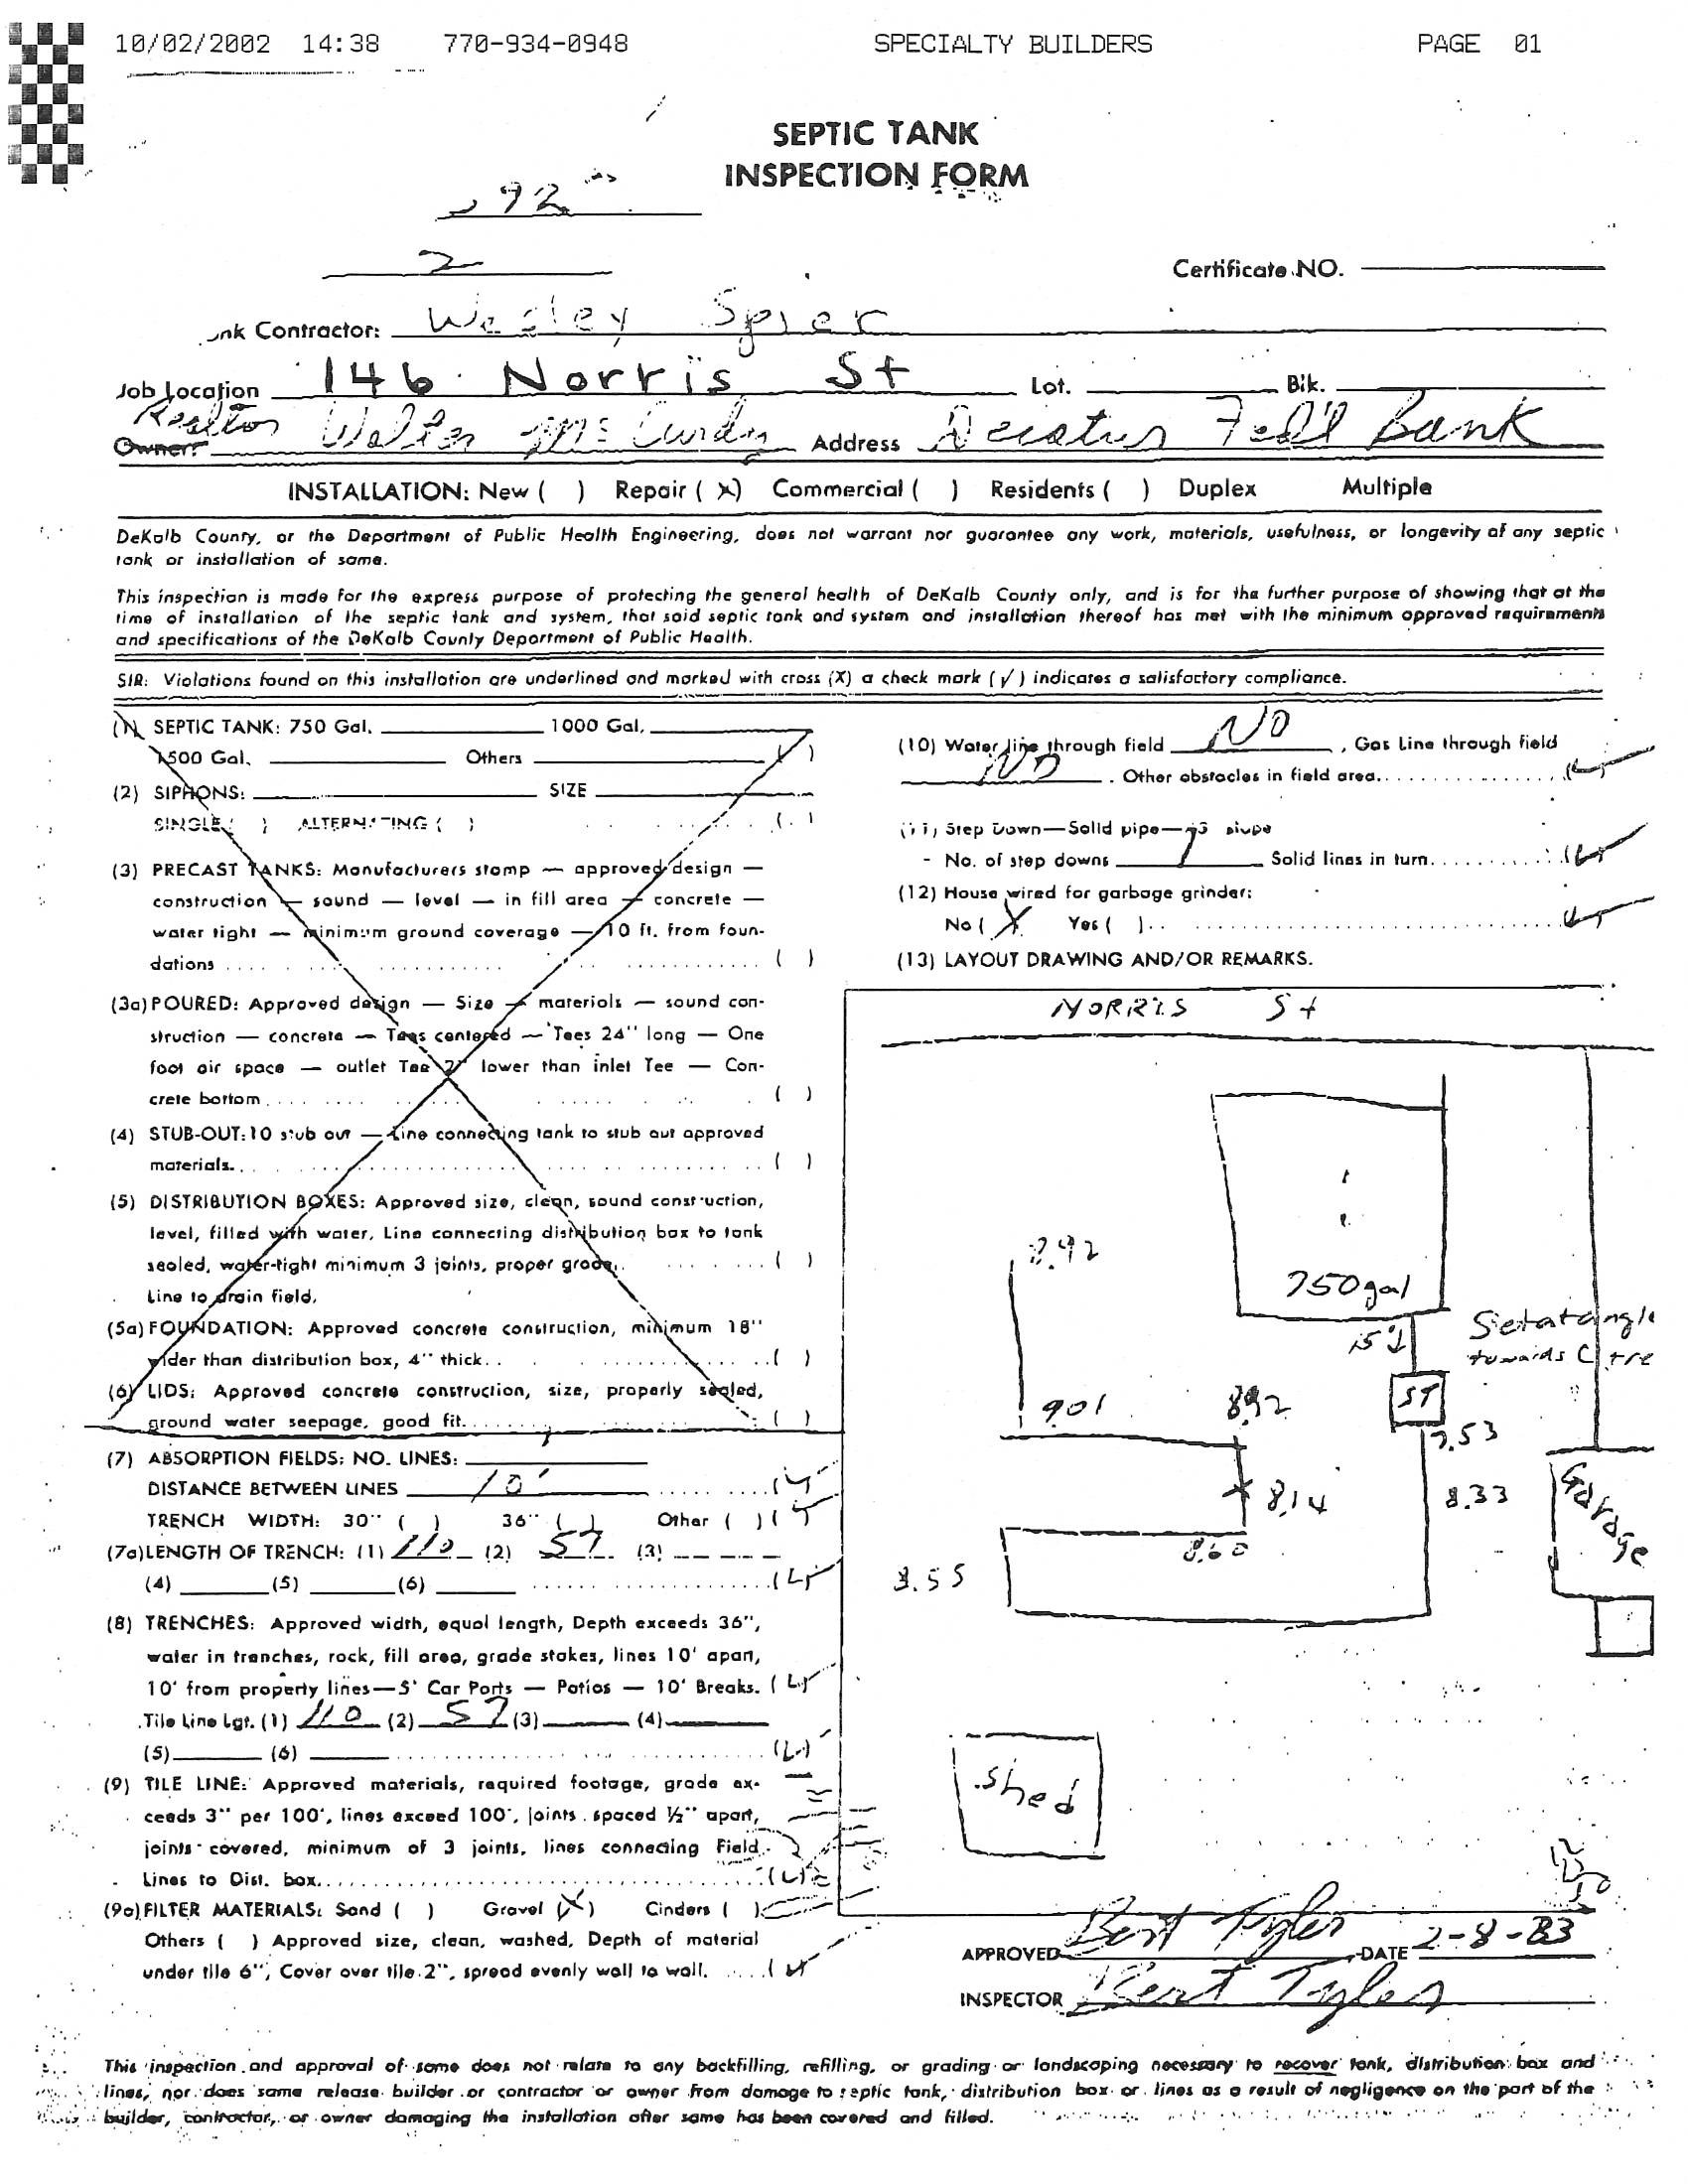 10/02/2002 14:38 770-934-0948 SPECIALTY BUILDERS PAGE 01
SEPTIC TANK
INSPECTION FORM
92
2
Certificate NO.
nk Contractor: Wesley Spier
Job Location 146 Norris St Lot. Blk.
Realtor
Owner: Walter McCurdy Address Decatur Fed'l Bank
INSTALLATION: New ( ) Repair ( X ) Commercial ( ) Residents ( ) Duplex Multiple
DeKalb County, or the Department of Public Health Engineering, does not warrant nor guarantee any work, materials, usefulness, or longevity of any septic
tank or installation of same.
This inspection is made for the express purpose of protecting the general health of DeKalb County only, and is for the further purpose of showing that at the
time of installation of the septic tank and system, that said septic tank and system and installation thereof has met with the minimum approved requirements
and specifications of the DeKalb County Department of Public Health.
SIR: Violations found on this installation are underlined and marked with cross (X) a check mark (√) indicates a satisfactory compliance.
(1) SEPTIC TANK: 750 Gal. 1000 Gal.
1500 Gal. Others ( )
(2) SIPHONS: SIZE
SINGLE ( ) ALTERNATING ( ) ( )
(3) PRECAST TANKS: Manufacturers stamp — approved design —
construction — sound — level — in fill area — concrete —
water tight — minimum ground coverage — 10 ft. from foun-
dations ( )
(3a) POURED: Approved design — Size — materials — sound con-
struction — concrete — Tees centered — Tees 24" long — One
foot air space — outlet Tee 2" lower than inlet Tee — Con-
crete bottom ( )
(4) STUB-OUT: 10 stub out — Line connecting tank to stub out approved
materials. ( )
(5) DISTRIBUTION BOXES: Approved size, clean, sound construction,
level, filled with water, Line connecting distribution box to tank
sealed, water-tight minimum 3 joints, proper grade. ( )
Line to drain field.
(5a) FOUNDATION: Approved concrete construction, minimum 18"
wider than distribution box, 4" thick. ( )
(6) LIDS: Approved concrete construction, size, properly sealed,
ground water seepage, good fit. ( )
(7) ABSORPTION FIELDS: NO. LINES:
DISTANCE BETWEEN LINES 10' (✓)
TRENCH WIDTH: 30" ( ) 36" ( ) Other ( ) (✓)
(7a) LENGTH OF TRENCH: (1) 110 (2) 57 (3)
(4) (5) (6) (✓)
(8) TRENCHES: Approved width, equal length, Depth exceeds 36",
water in trenches, rock, fill area, grade stakes, lines 10' apart,
10' from property lines—5' Car Ports — Patios — 10' Breaks. (✓)
Tile Line Lgt. (1) 110 (2) 57 (3) (4)
(5) (6) (✓)
(9) TILE LINE: Approved materials, required footage, grade ex-
ceeds 3" per 100', lines exceed 100', joints spaced ½" apart,
joints covered, minimum of 3 joints, lines connecting Field
Lines to Dist. box. (✓)
(9a) FILTER MATERIALS: Sand ( ) Gravel (X) Cinders ( )
Others ( ) Approved size, clean, washed, Depth of material
under tile 6", Cover over tile 2", spread evenly wall to wall. (✓)
(10) Water line through field NO, Gas Line through field
NO. Other obstacles in field area. (✓)
(11) Step Down—Solid pipe— slope
- No. of step downs 1 Solid lines in turn. (✓)
(12) House wired for garbage grinder:
No (X) Yes ( ) (✓)
(13) LAYOUT DRAWING AND/OR REMARKS.
NORRIS St
8.92
750gal
15'
Set at angle
towards C
ST
901
8.92
7.53
8.14
8.33
Garage
8.60
8.55
shed
APPROVED Bert Tyler DATE 2-8-83
INSPECTOR Bert Tyler
This inspection and approval of same does not relate to any backfilling, refilling, or grading or landscaping necessary to recover tank, distribution box and
lines, nor does same release builder or contractor or owner from damage to septic tank, distribution box or lines as a result of negligence on the part of the
builder, contractor, or owner damaging the installation after same has been covered and filled.